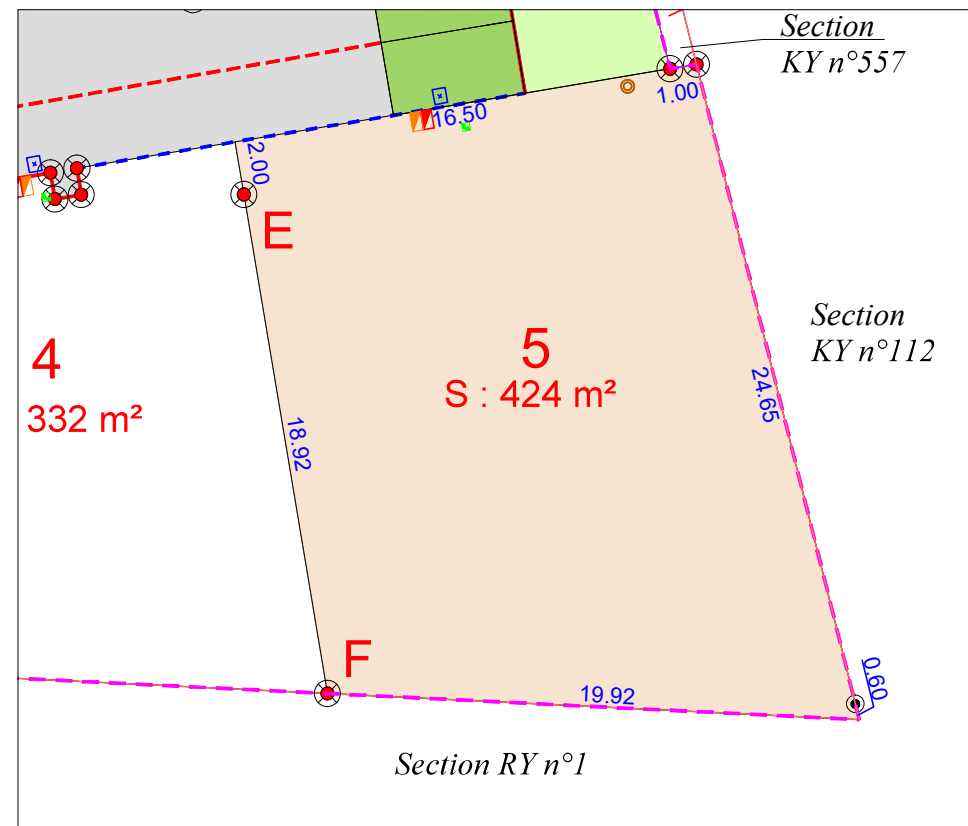 Section
KY n°557
1.00
16.50
2.00
E
Section
KY n°112
4
332 m²
5
S : 424 m²
24.65
18.92
F
0.60
19.92
Section RY n°1